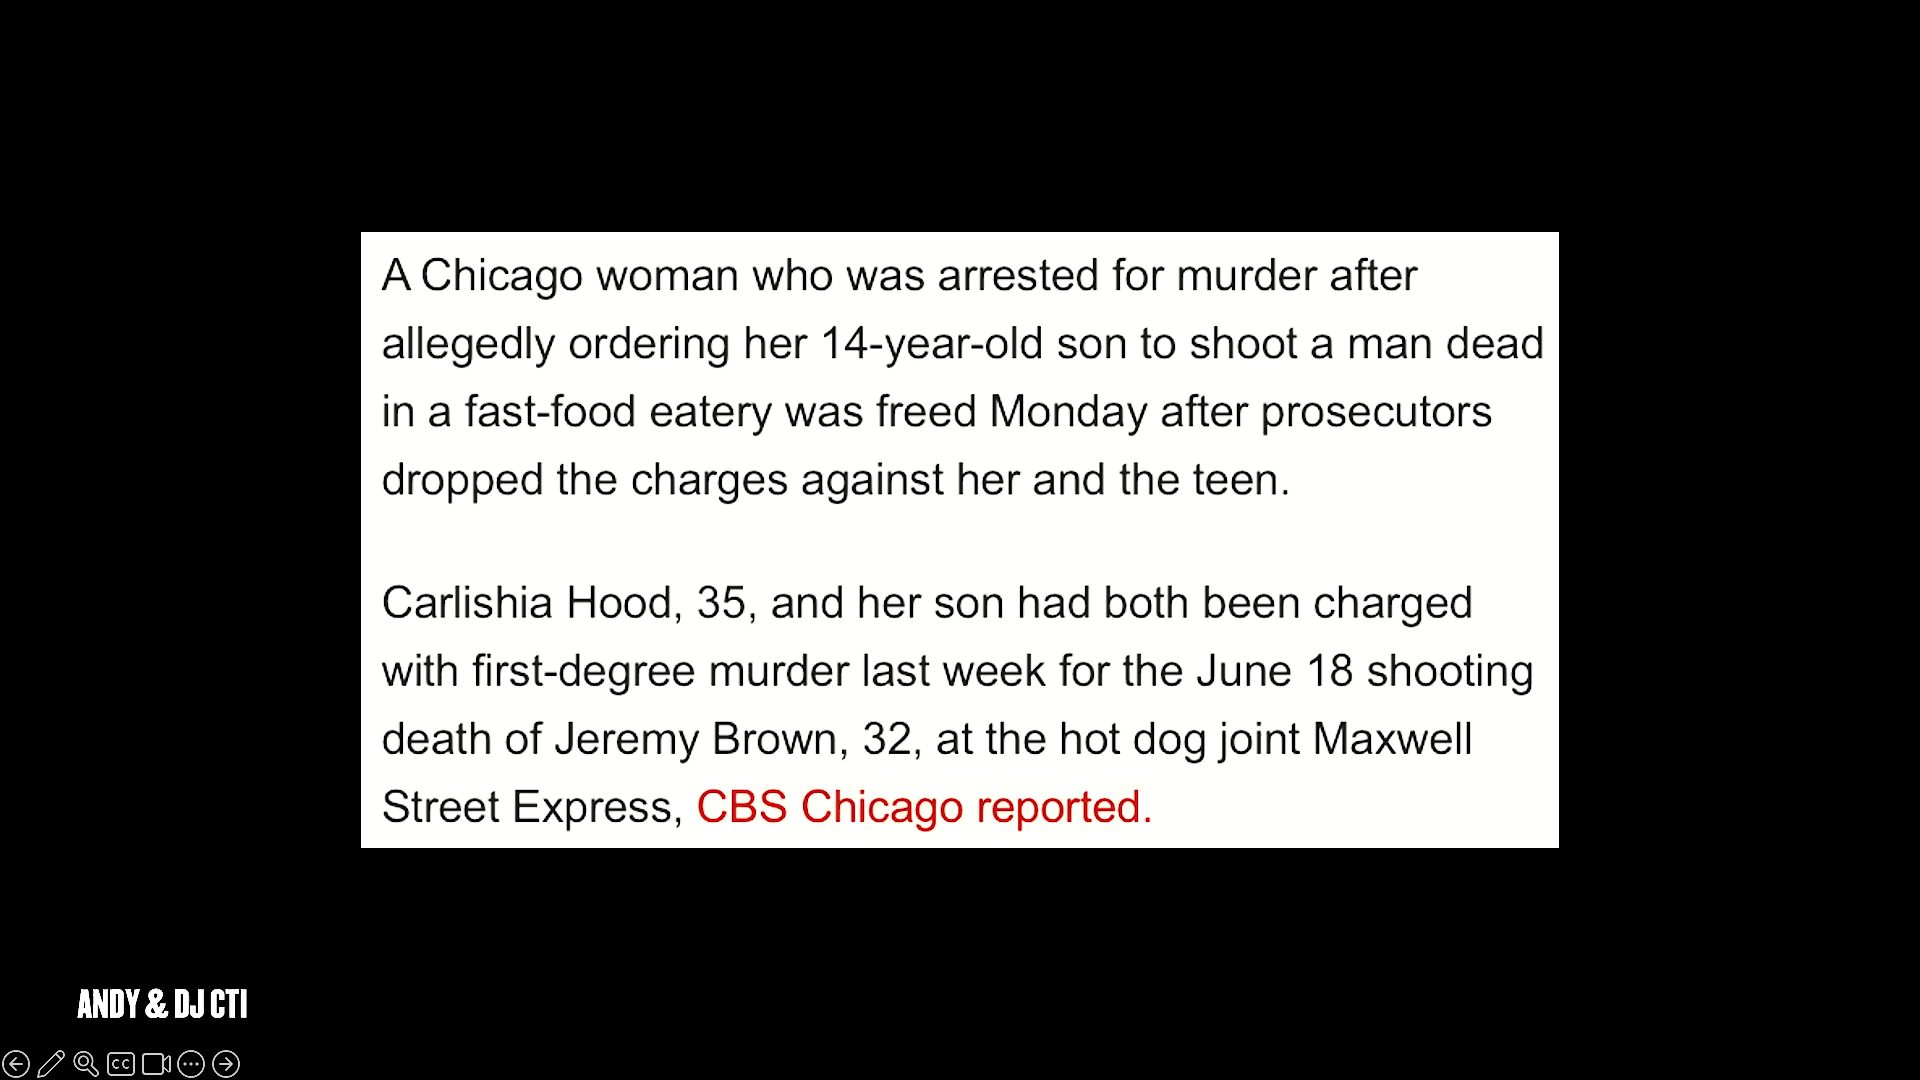 A Chicago woman who was arrested for murder after
allegedly ordering her 14-year-old son to shoot a man dead
in a fast-food eatery was freed Monday after prosecutors
dropped the charges against her and the teen.
Carlishia Hood, 35, and her son had both been charged
with first-degree murder last week for the June 18 shooting
death of Jeremy Brown, 32, at the hot dog joint Maxwell
Street Express, CBS Chicago reported.
ANDY & DJ CTI
CC